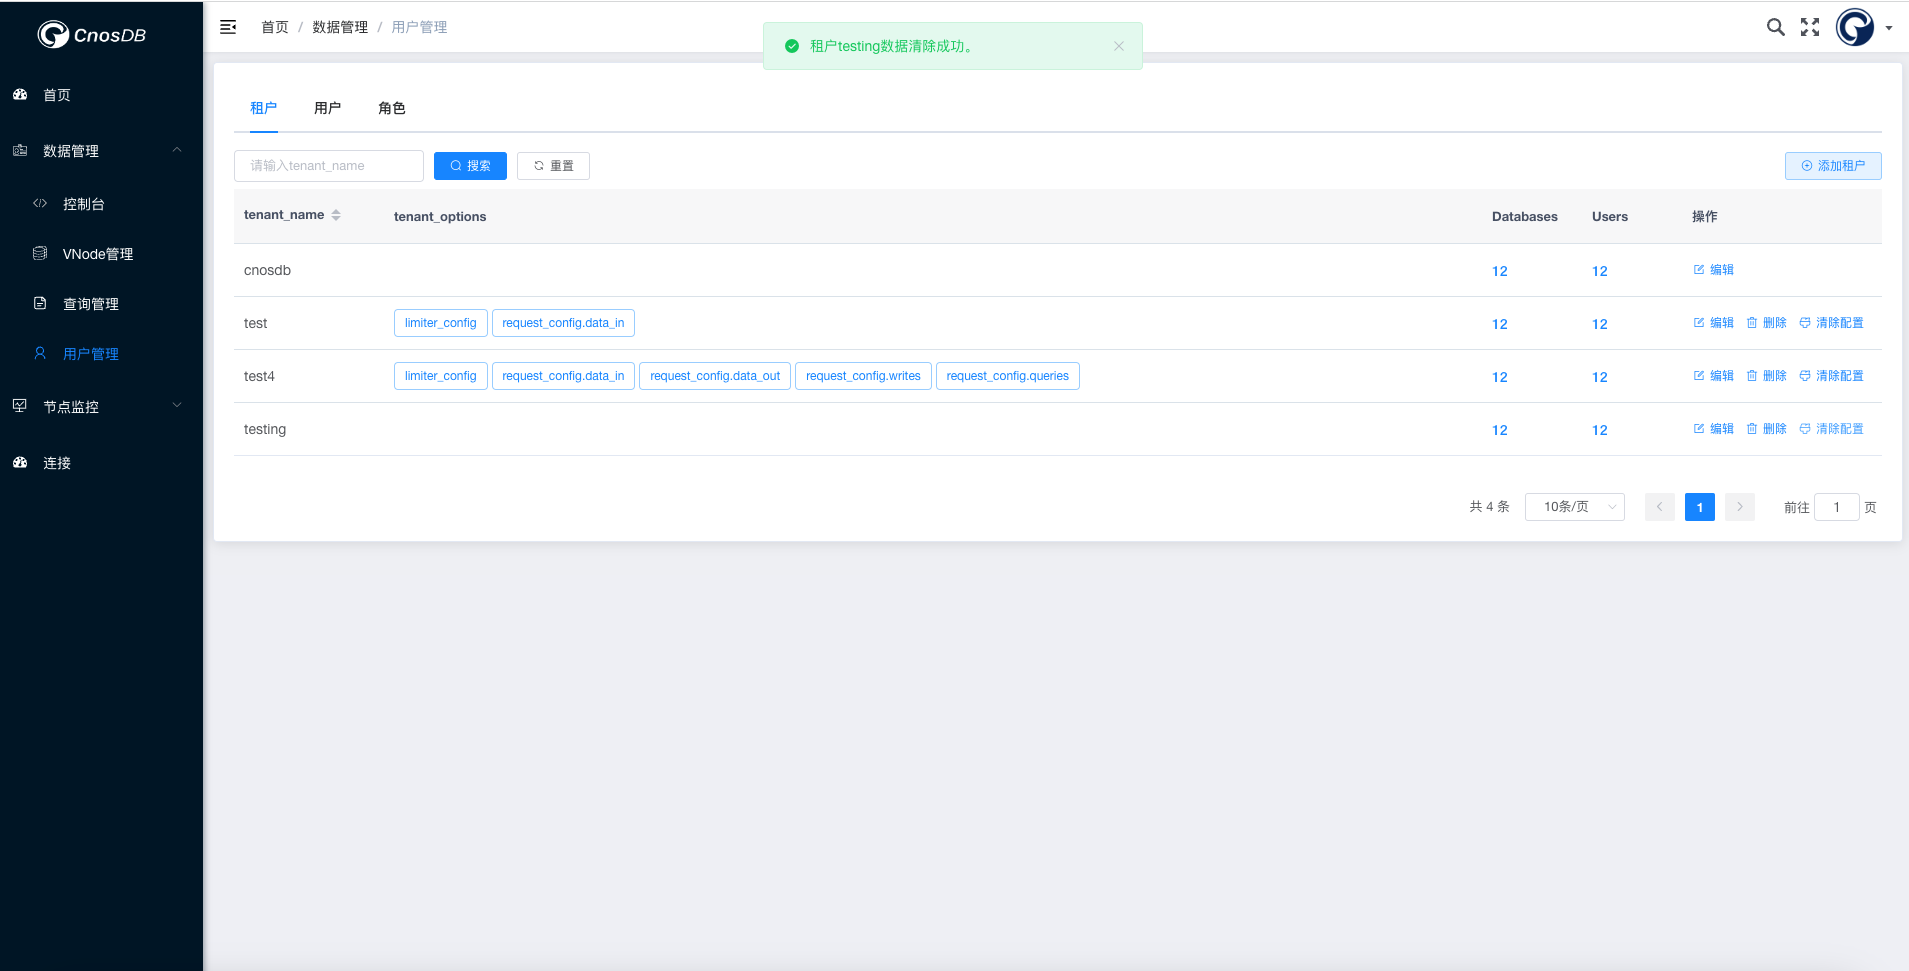 CnosDB
首页
数据管理
控制台
VNode管理
查询管理
用户管理
节点监控
连接
首页 / 数据管理 / 用户管理
租户testing数据清除成功。
租户 用户 角色
请输入tenant_name 搜索 重置 添加租户
tenant_name tenant_options Databases Users 操作
cnosdb 12 12 编辑
test limiter_config request_config.data_in 12 12 编辑 删除 清除配置
test4 limiter_config request_config.data_in request_config.data_out request_config.writes request_config.queries 12 12 编辑 删除 清除配置
testing 12 12 编辑 删除 清除配置
共 4 条 10条/页 1 前往 1 页